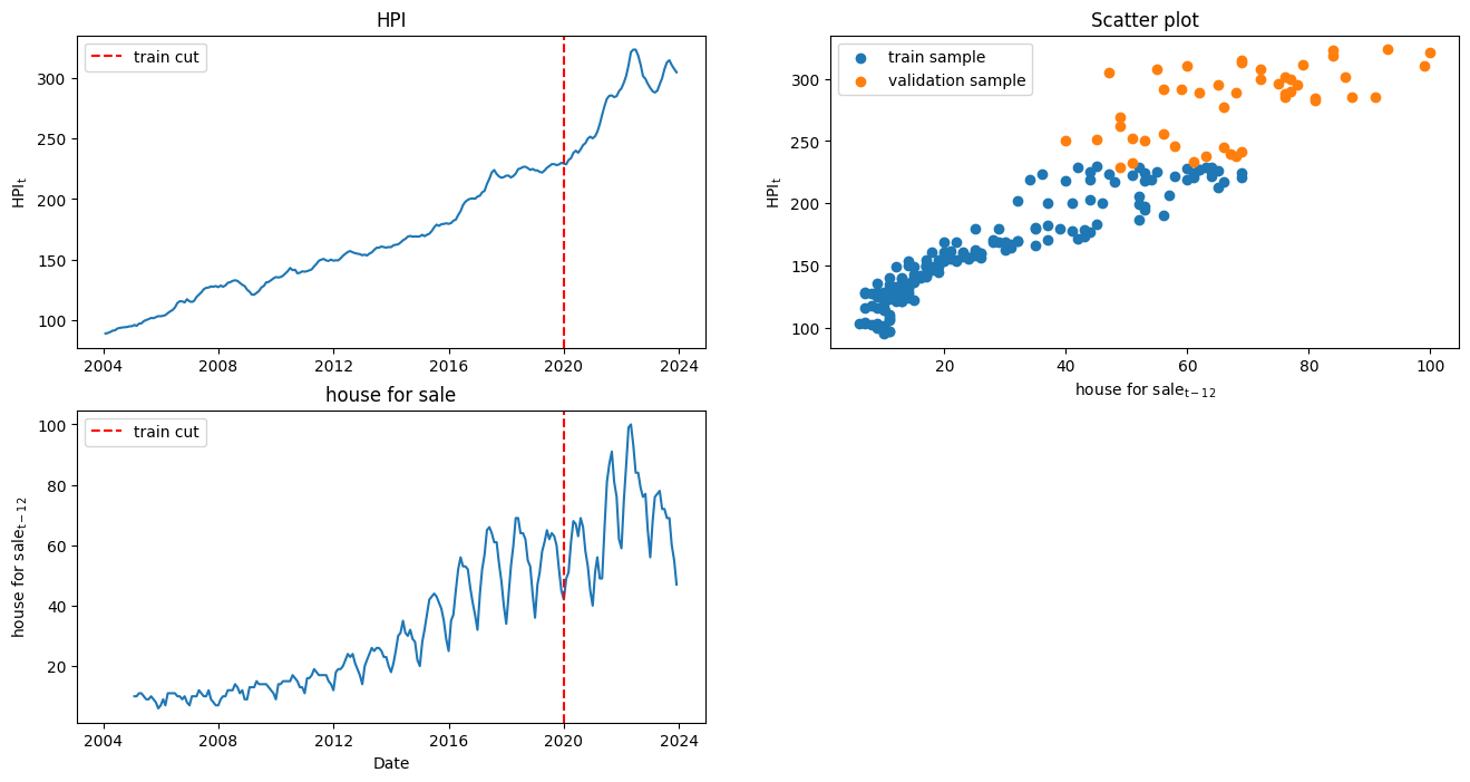 HPI
train cut
HPI_t
300
250
200
150
100
2004 2008 2012 2016 2020 2024
Scatter plot
train sample
validation sample
HPI_t
300
250
200
150
100
20 40 60 80 100
house for sale_{t−12}
house for sale
train cut
house for sale_{t−12}
100
80
60
40
20
2004 2008 2012 2016 2020 2024
Date